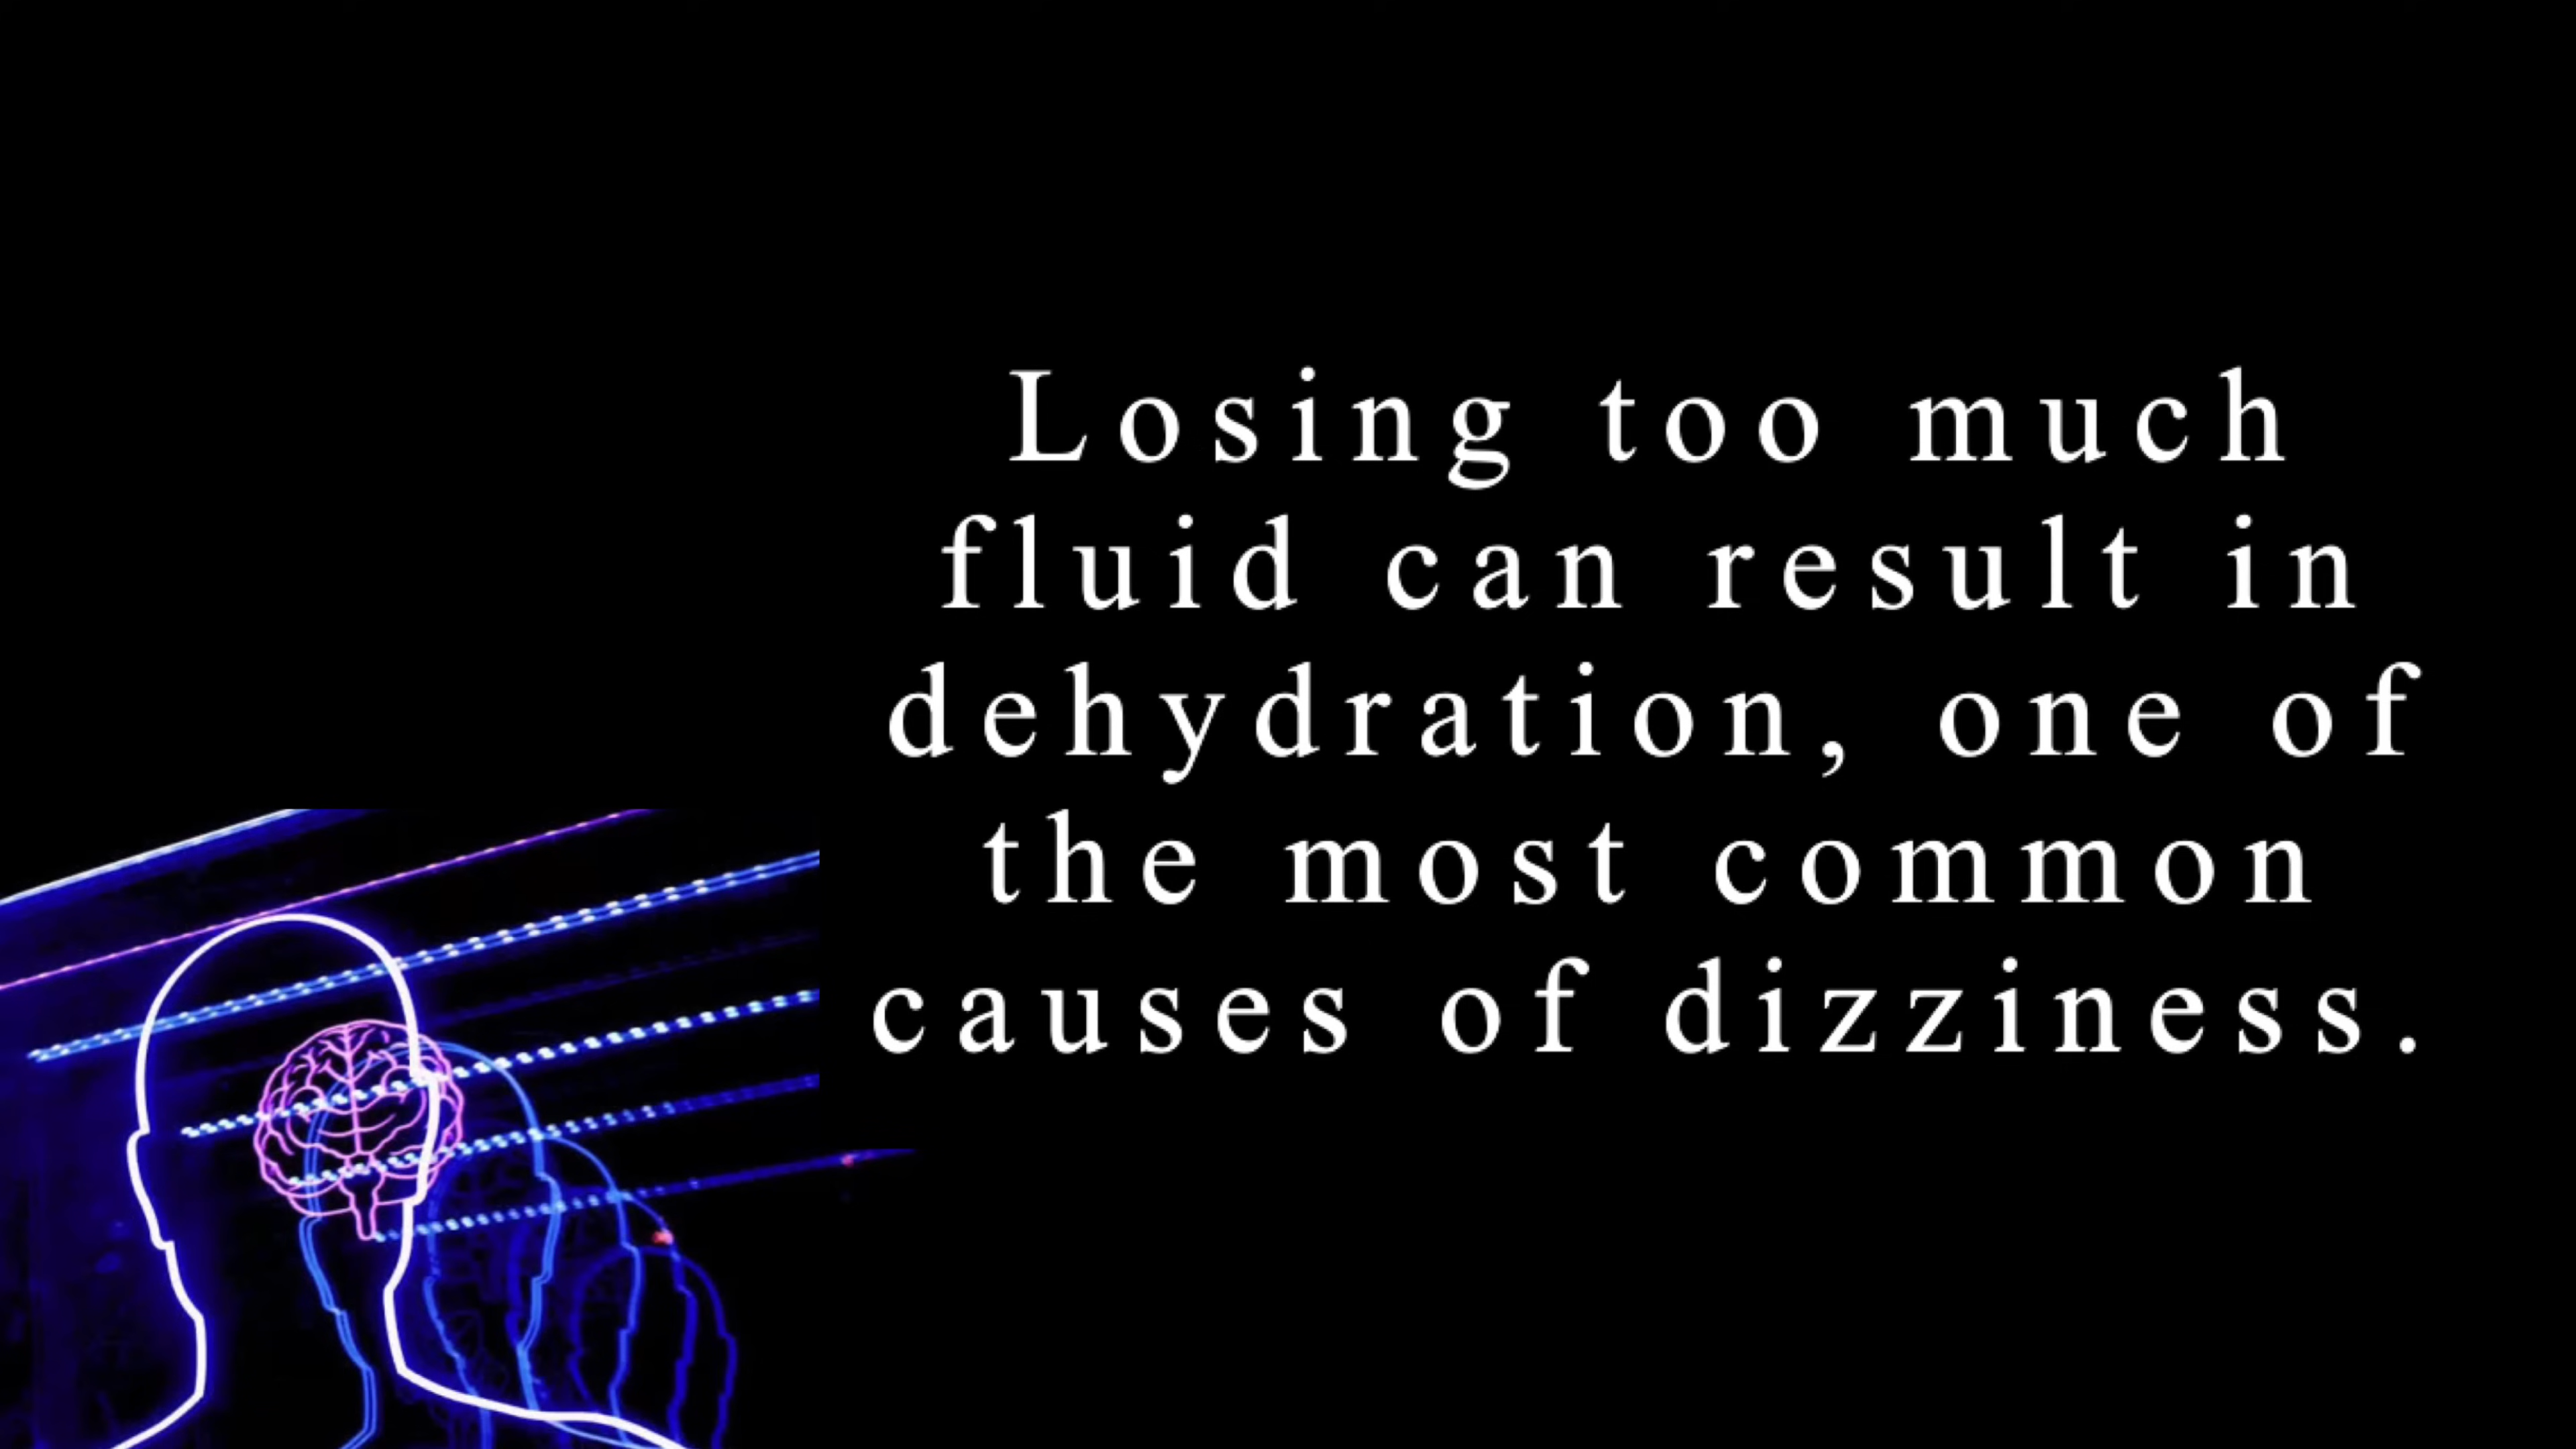 Losing too much
fluid can result in
dehydration, one of
the most common
causes of dizziness.